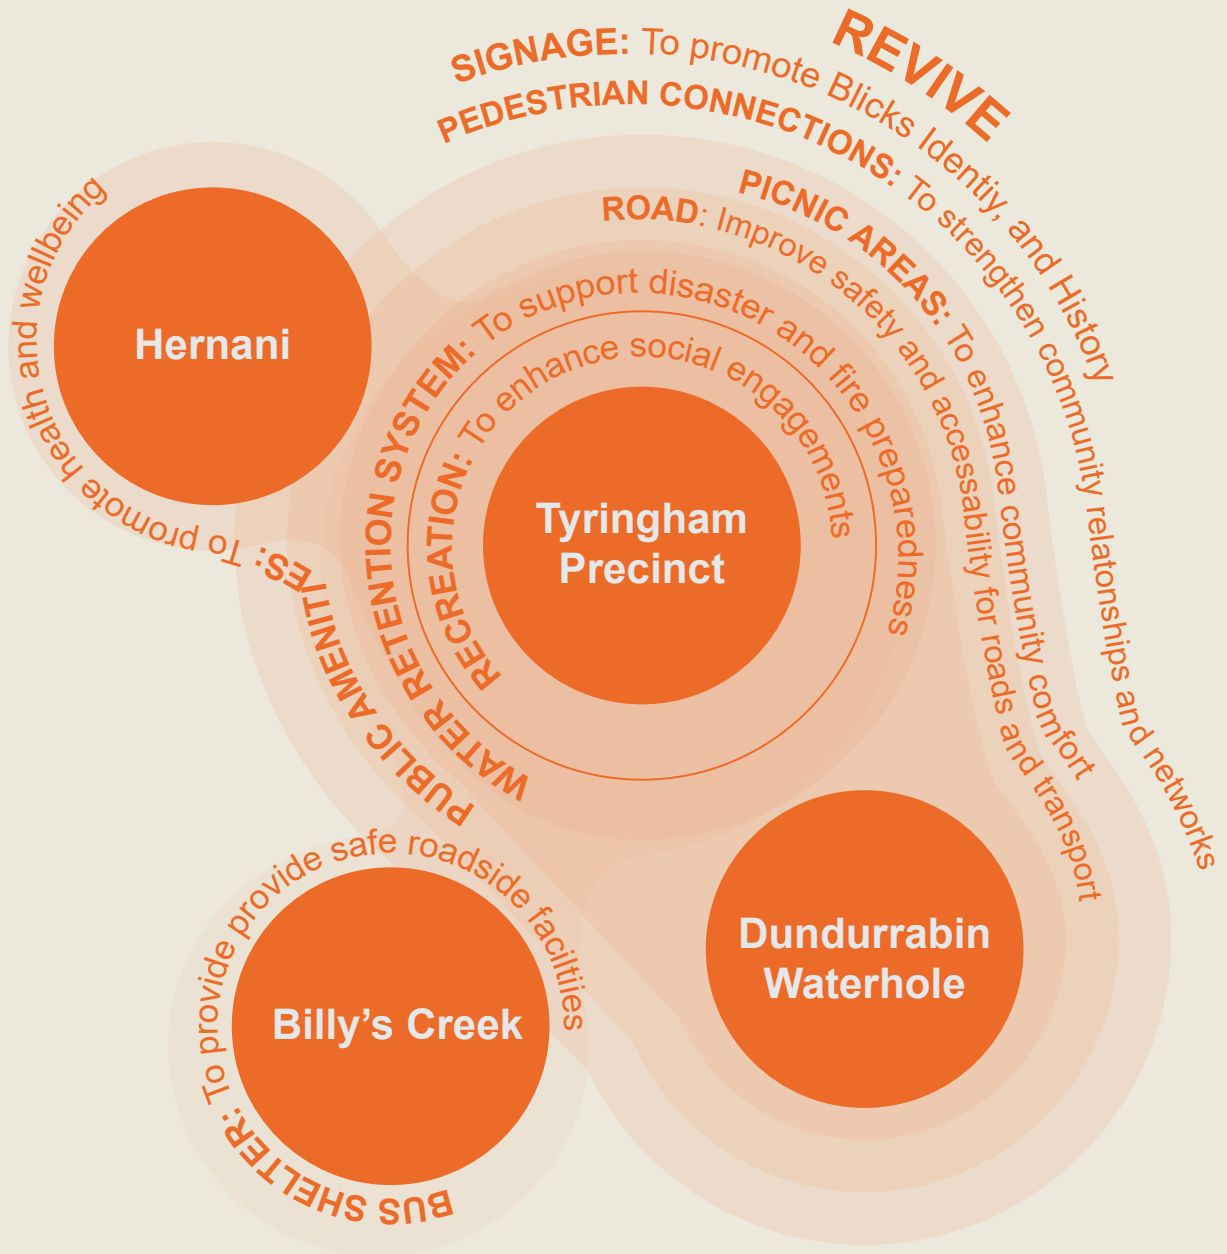 REVIVE
SIGNAGE: To promote Blicks Identiy, and History
PEDESTRIAN CONNECTIONS: To strengthen community relatonships and networks
PICNIC AREAS: To enhance community comfort
ROAD: Improve safety and accessability for roads and transport
WATER RETENTION SYSTEM: To support disaster and fire preparedness
RECREATION: To enhance social engagements
Tyringham
Precinct
PUBLIC AMENITIES: To promote health and wellbeing
Hernani
BUS SHELTER: To provide provide safe roadside faciltiies
Billy’s Creek
Dundurrabin
Waterhole